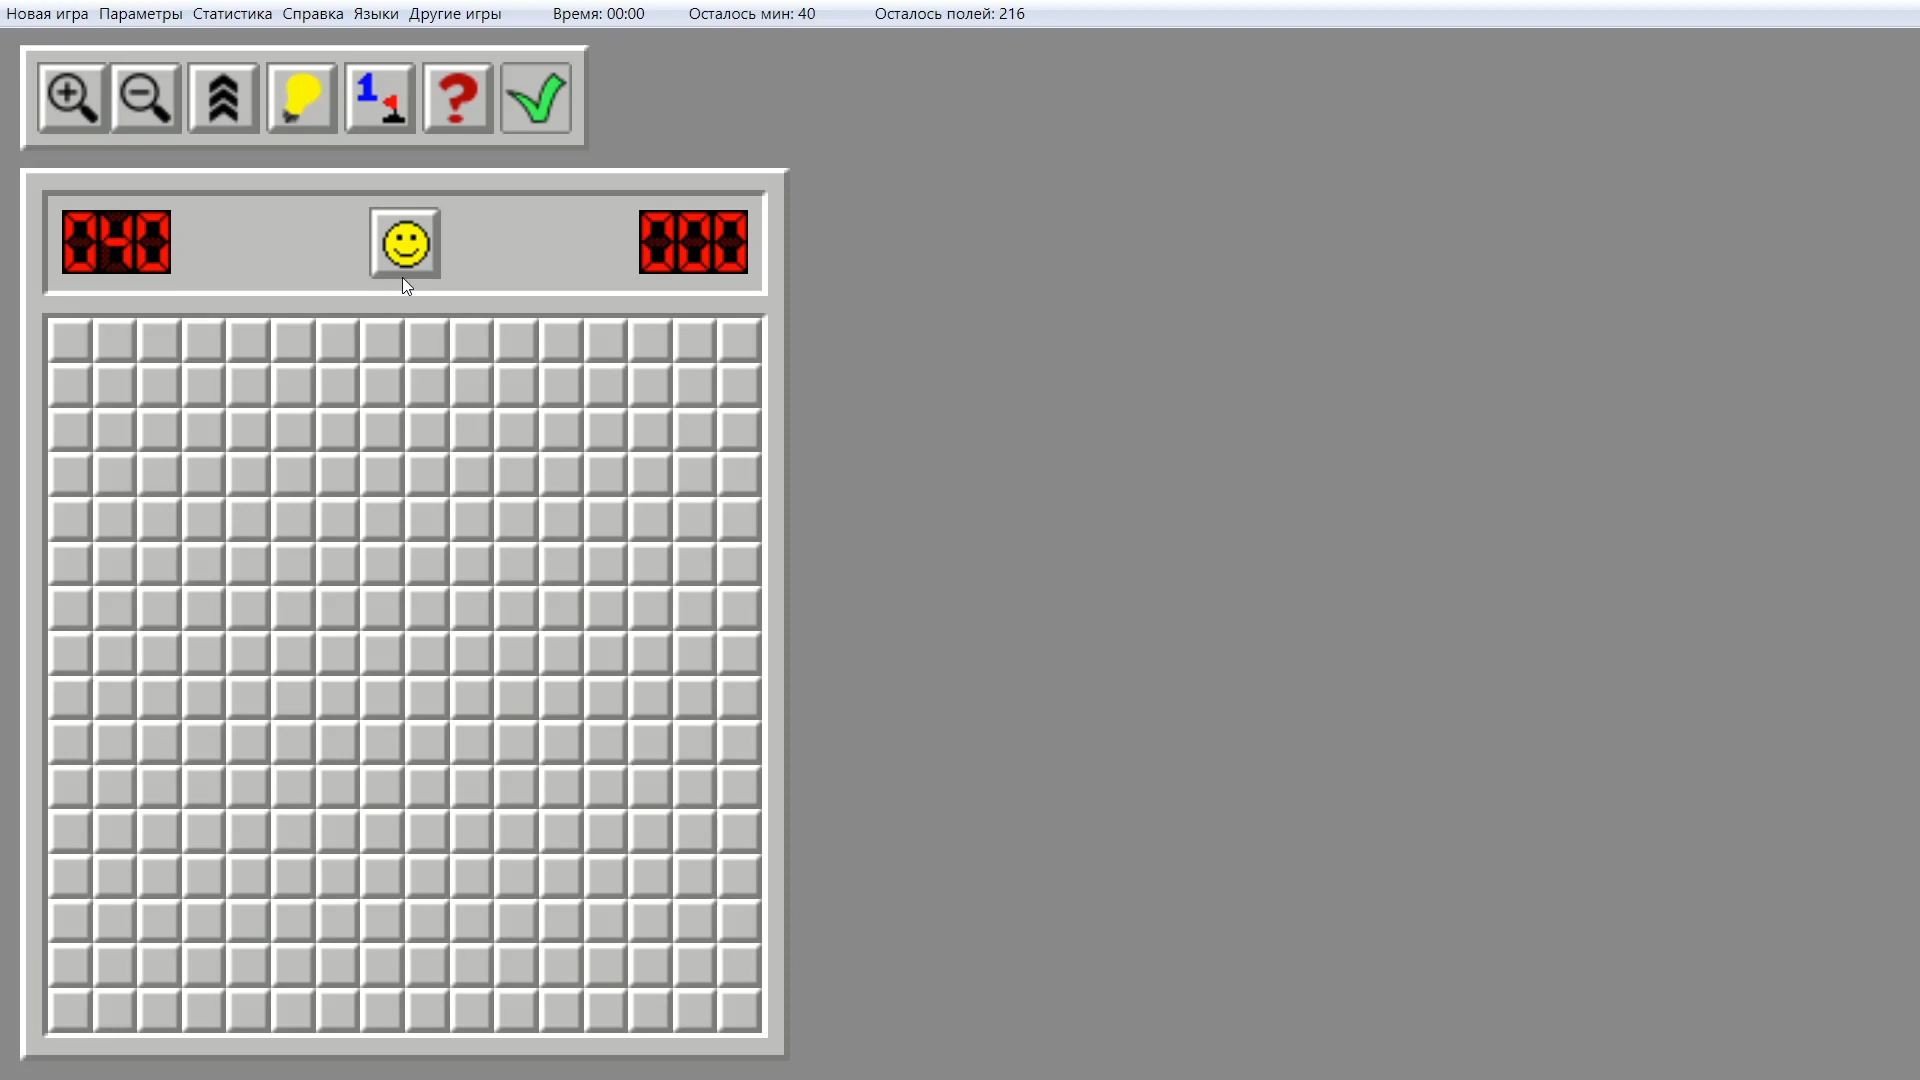 Новая игра Параметры Статистика Справка Языки Другие игры Время: 00:00 Осталось мин: 40 Осталось полей: 216
1 ?
040 000